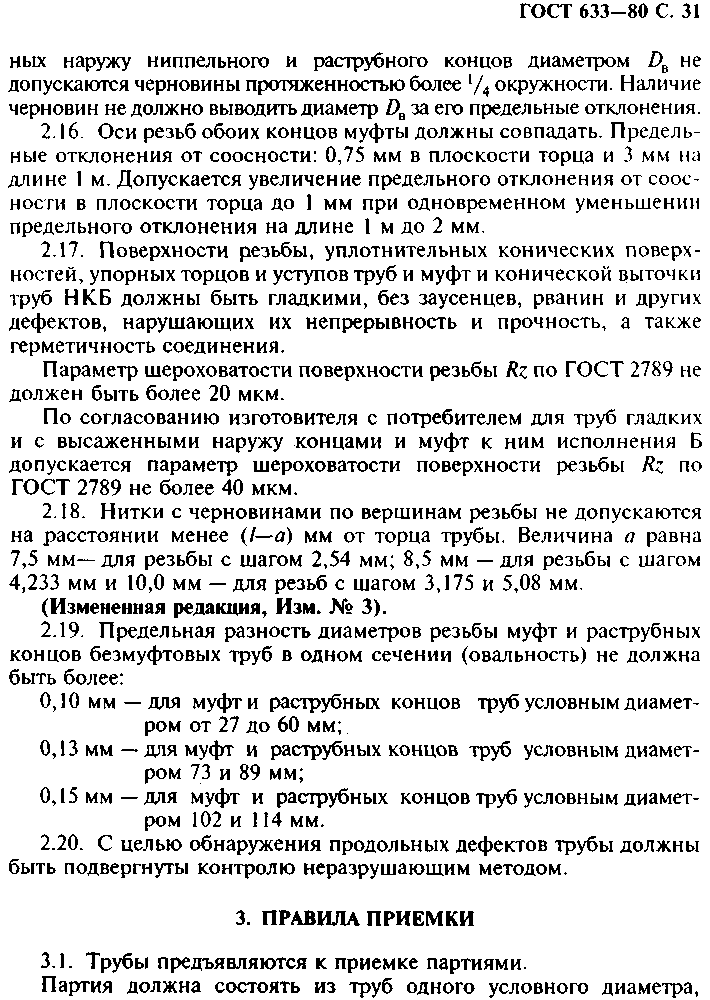 ГОСТ 633—80 С. 31
ных наружу ниппельного и раструбного концов диаметром Dв не
допускаются черновины протяженностью более 1/4 окружности. Наличие
черновин не должно выводить диаметр Dв за его предельные отклонения.
2.16. Оси резьб обоих концов муфты должны совпадать. Предель-
ные отклонения от соосности: 0,75 мм в плоскости торца и 3 мм на
длине 1 м. Допускается увеличение предельного отклонения от соос-
ности в плоскости торца до 1 мм при одновременном уменьшении
предельного отклонения на длине 1 м до 2 мм.
2.17. Поверхности резьбы, уплотнительных конических поверх-
ностей, упорных торцов и уступов труб и муфт и конической выточки
труб НКБ должны быть гладкими, без заусенцев, рванин и других
дефектов, нарушающих их непрерывность и прочность, а также
герметичность соединения.
Параметр шероховатости поверхности резьбы Rz по ГОСТ 2789 не
должен быть более 20 мкм.
По согласованию изготовителя с потребителем для труб гладких
и с высаженными наружу концами и муфт к ним исполнения Б
допускается параметр шероховатости поверхности резьбы Rz по
ГОСТ 2789 не более 40 мкм.
2.18. Нитки с черновинами по вершинам резьбы не допускаются
на расстоянии менее (l—a) мм от торца трубы. Величина a равна
7,5 мм— для резьбы с шагом 2,54 мм; 8,5 мм — для резьбы с шагом
4,233 мм и 10,0 мм — для резьб с шагом 3,175 и 5,08 мм.
(Измененная редакция, Изм. № 3).
2.19. Предельная разность диаметров резьбы муфт и раструбных
концов безмуфтовых труб в одном сечении (овальность) не должна
быть более:
0,10 мм — для муфт и раструбных концов труб условным диамет-
ром от 27 до 60 мм;
0,13 мм — для муфт и раструбных концов труб условным диамет-
ром 73 и 89 мм;
0,15 мм — для муфт и раструбных концов труб условным диамет-
ром 102 и 114 мм.
2.20. С целью обнаружения продольных дефектов трубы должны
быть подвергнуты контролю неразрушающим методом.
3. ПРАВИЛА ПРИЕМКИ
3.1. Трубы предъявляются к приемке партиями.
Партия должна состоять из труб одного условного диаметра,